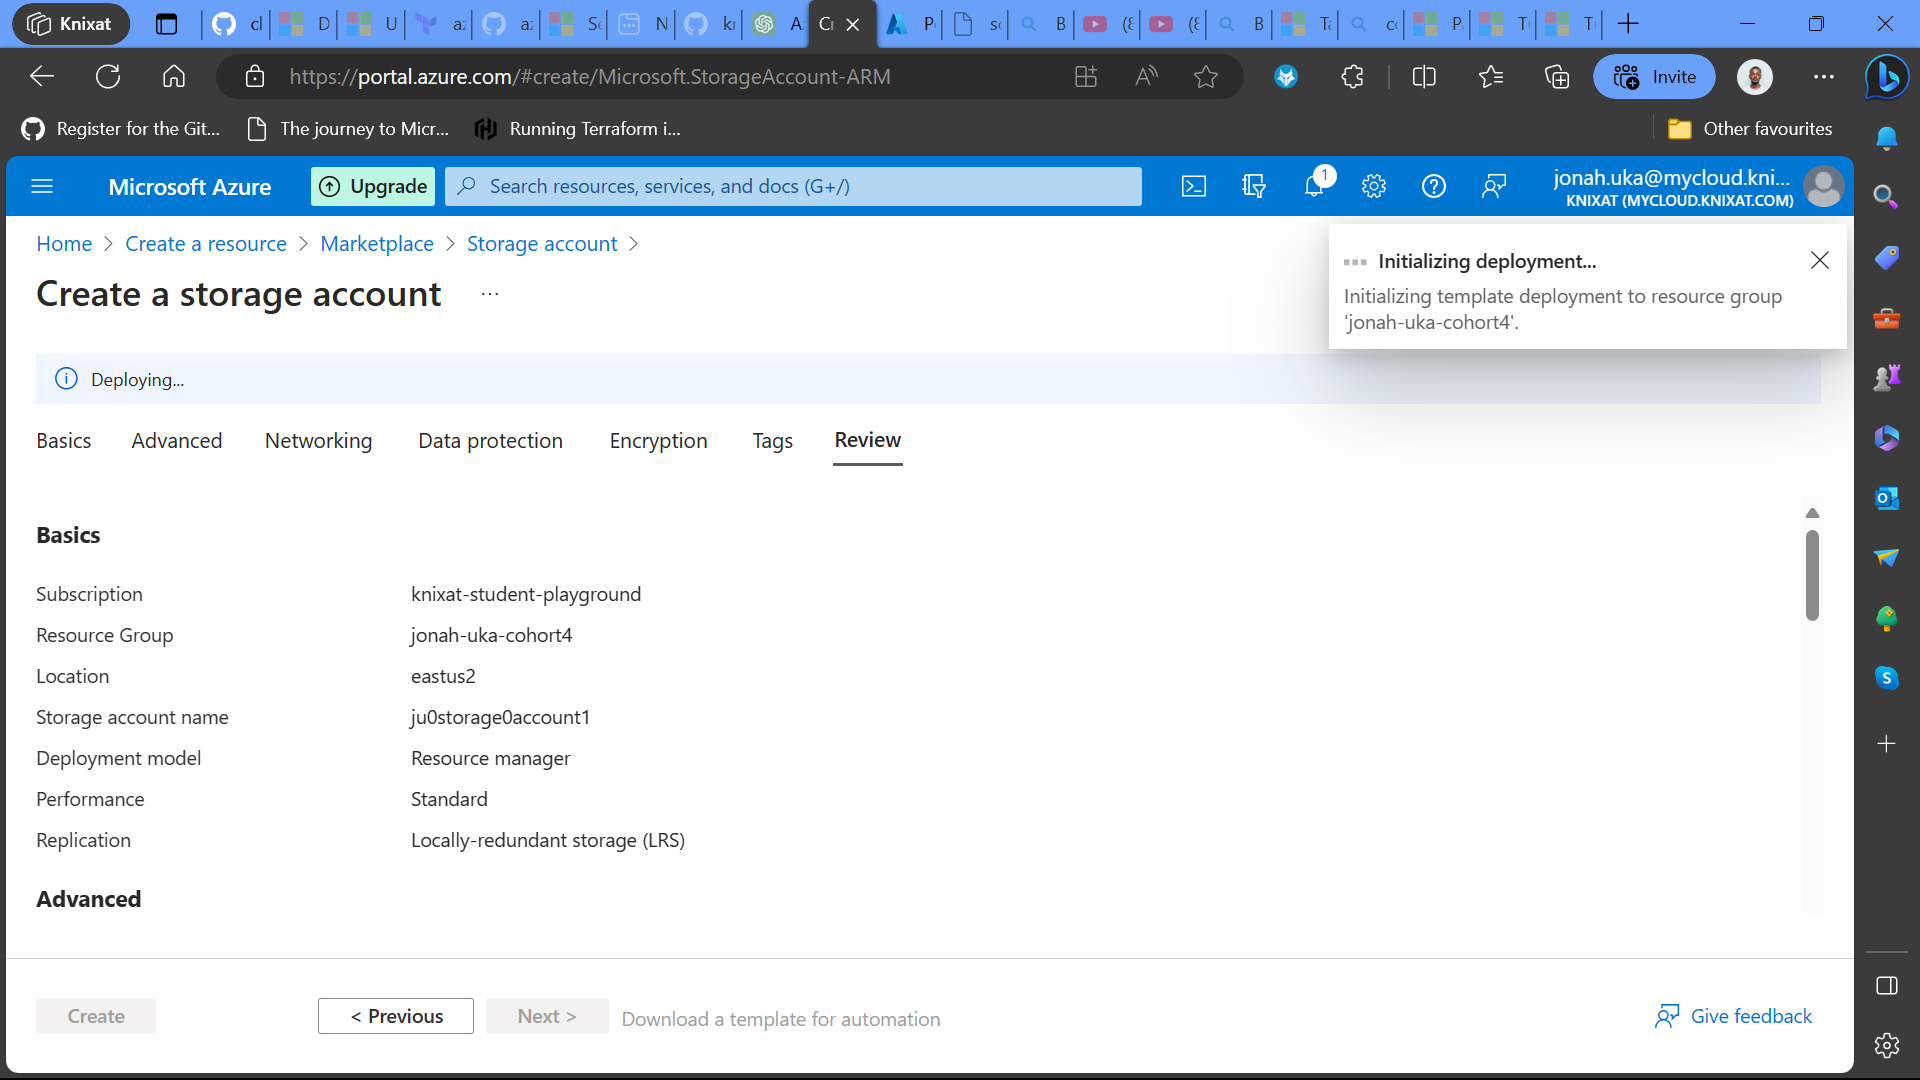 Knixat
Cr
https://portal.azure.com/#create/Microsoft.StorageAccount-ARM
Invite
Register for the Git...
The journey to Micr...
Running Terraform i...
Other favourites
Microsoft Azure
Upgrade
Search resources, services, and docs (G+/)
1
jonah.uka@mycloud.kni...
KNIXAT (MYCLOUD.KNIXAT.COM)
Home
Create a resource
Marketplace
Storage account
Create a storage account
...
Initializing deployment...
Initializing template deployment to resource group
'jonah-uka-cohort4'.
Deploying...
Basics
Advanced
Networking
Data protection
Encryption
Tags
Review
Basics
Subscription
knixat-student-playground
Resource Group
jonah-uka-cohort4
Location
eastus2
Storage account name
ju0storage0account1
Deployment model
Resource manager
Performance
Standard
Replication
Locally-redundant storage (LRS)
Advanced
Create
< Previous
Next >
Download a template for automation
Give feedback